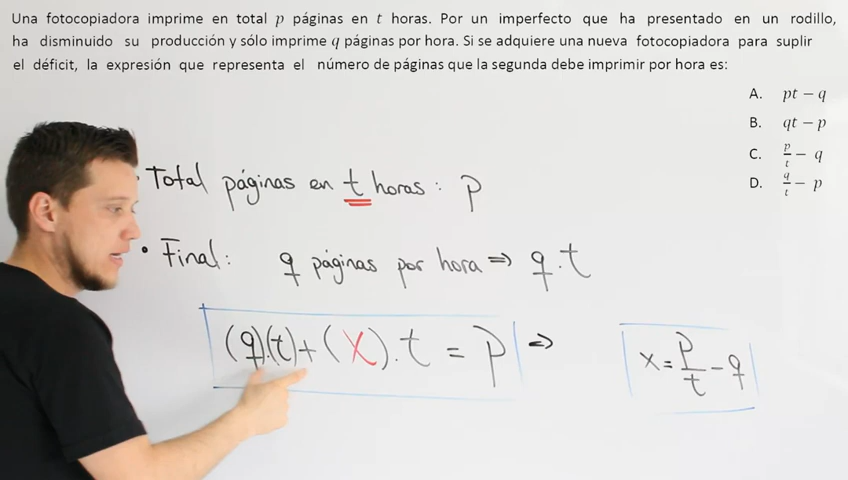 Una fotocopiadora imprime en total p páginas en t horas. Por un imperfecto que ha presentado en un rodillo,
ha disminuido su producción y sólo imprime q páginas por hora. Si se adquiere una nueva fotocopiadora para suplir
el déficit, la expresión que representa el número de páginas que la segunda debe imprimir por hora es:
A. pt − q
B. qt − p
C. p/t − q
D. q/t − p
• Total páginas en t horas : p
• Final: q páginas por hora ⇒ q.t
(q).(t)+(x).t = p ⇒ x = p/t − q